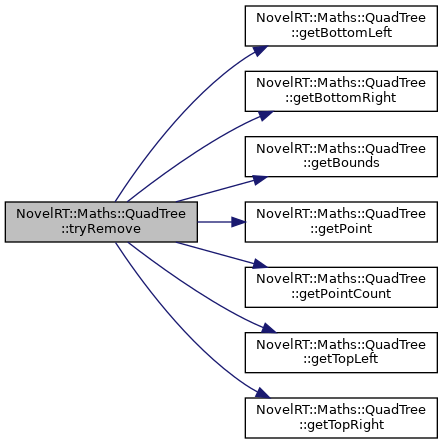 NovelRT::Maths::QuadTree
::tryRemove
NovelRT::Maths::QuadTree
::getBottomLeft
NovelRT::Maths::QuadTree
::getBottomRight
NovelRT::Maths::QuadTree
::getBounds
NovelRT::Maths::QuadTree
::getPoint
NovelRT::Maths::QuadTree
::getPointCount
NovelRT::Maths::QuadTree
::getTopLeft
NovelRT::Maths::QuadTree
::getTopRight